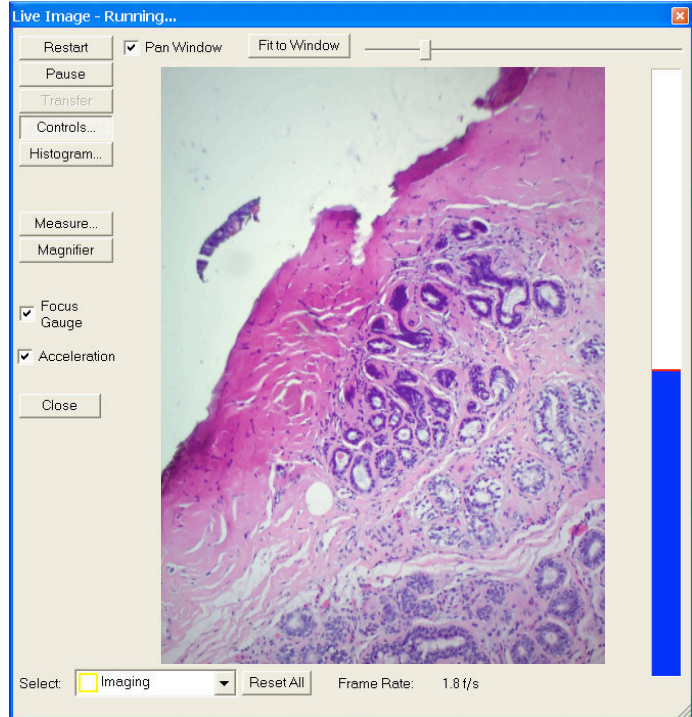 Live Image - Running...
Restart
Pan Window
Fit to Window
Pause
Transfer
Controls...
Histogram...
Measure...
Magnifier
Focus
Gauge
Acceleration
Close
Select:
Imaging
Reset All
Frame Rate:
1.8 f/s